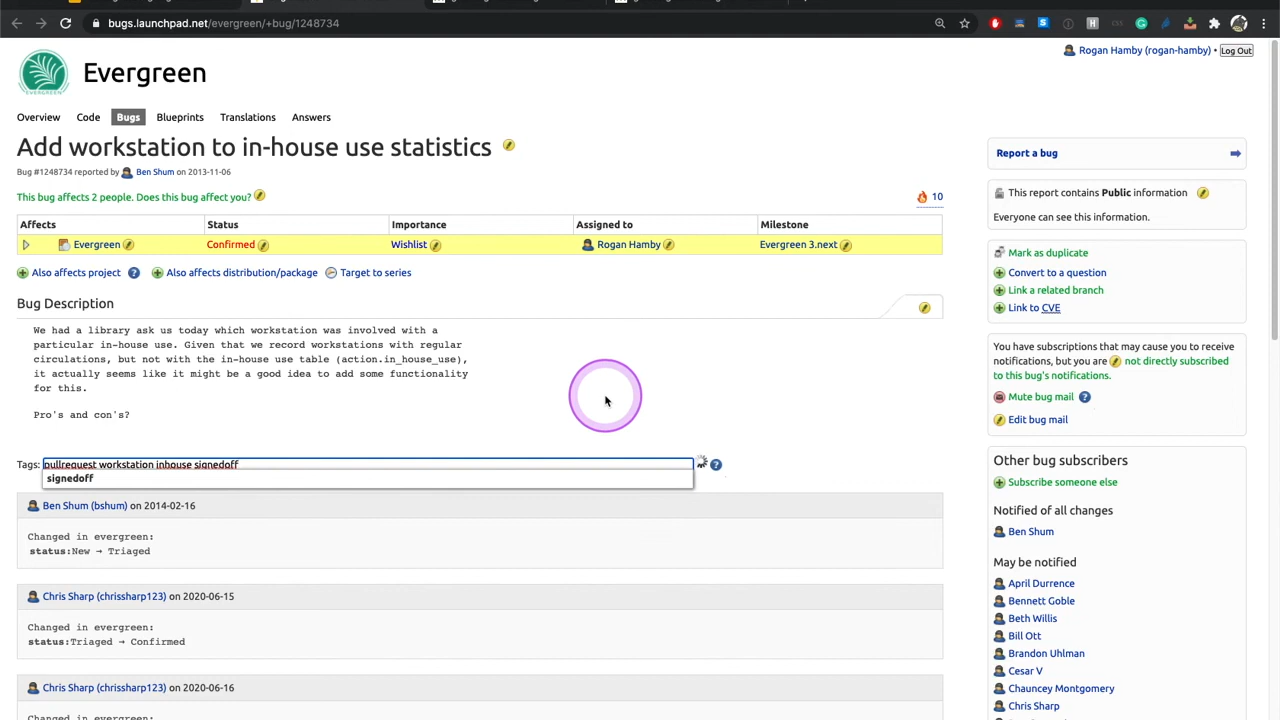 bugs.launchpad.net/evergreen/+bug/1248734
Rogan Hamby (rogan-hamby) • Log Out
EVERGREEN
Evergreen
Overview Code Bugs Blueprints Translations Answers
Add workstation to in-house use statistics
Bug #1248734 reported by Ben Shum on 2013-11-06
This bug affects 2 people. Does this bug affect you?
10
Affects Status Importance Assigned to Milestone
Evergreen Confirmed Wishlist Rogan Hamby Evergreen 3.next
Also affects project Also affects distribution/package Target to series
Bug Description
We had a library ask us today which workstation was involved with a
particular in-house use. Given that we record workstations with regular
circulations, but not with the in-house use table (action.in_house_use),
it actually seems like it might be a good idea to add some functionality
for this.
Pro's and con's?
Tags: pullrequest workstation inhouse signedoff
signedoff
Ben Shum (bshum) on 2014-02-16
Changed in evergreen:
status:New → Triaged
Chris Sharp (chrissharp123) on 2020-06-15
Changed in evergreen:
status:Triaged → Confirmed
Chris Sharp (chrissharp123) on 2020-06-16
Changed in evergreen:
Report a bug
This report contains Public information
Everyone can see this information.
Mark as duplicate
Convert to a question
Link a related branch
Link to CVE
You have subscriptions that may cause you to receive
notifications, but you are not directly subscribed
to this bug's notifications.
Mute bug mail
Edit bug mail
Other bug subscribers
Subscribe someone else
Notified of all changes
Ben Shum
May be notified
April Durrence
Bennett Goble
Beth Willis
Bill Ott
Brandon Uhlman
Cesar V
Chauncey Montgomery
Chris Sharp